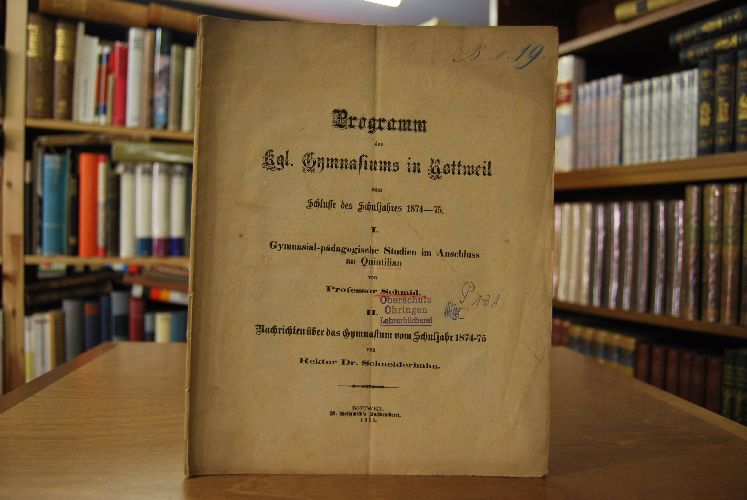 19.
Programm
des
Kgl. Gymnasiums in Rottweil
zum
Schlusse des Schuljahres 1874—75.
I.
Gymnasial-pädagogische Studien im Anschluss
an Quintilian
von
Professor Schmid.
Oberschule
Öhringen
Lehrerbücherei
P 128
II.
Nachrichten über das Gymnasium vom Schuljahr 1874-75
von
Rektor Dr. Schneiderhahn.
ROTTWEIL.
1875.